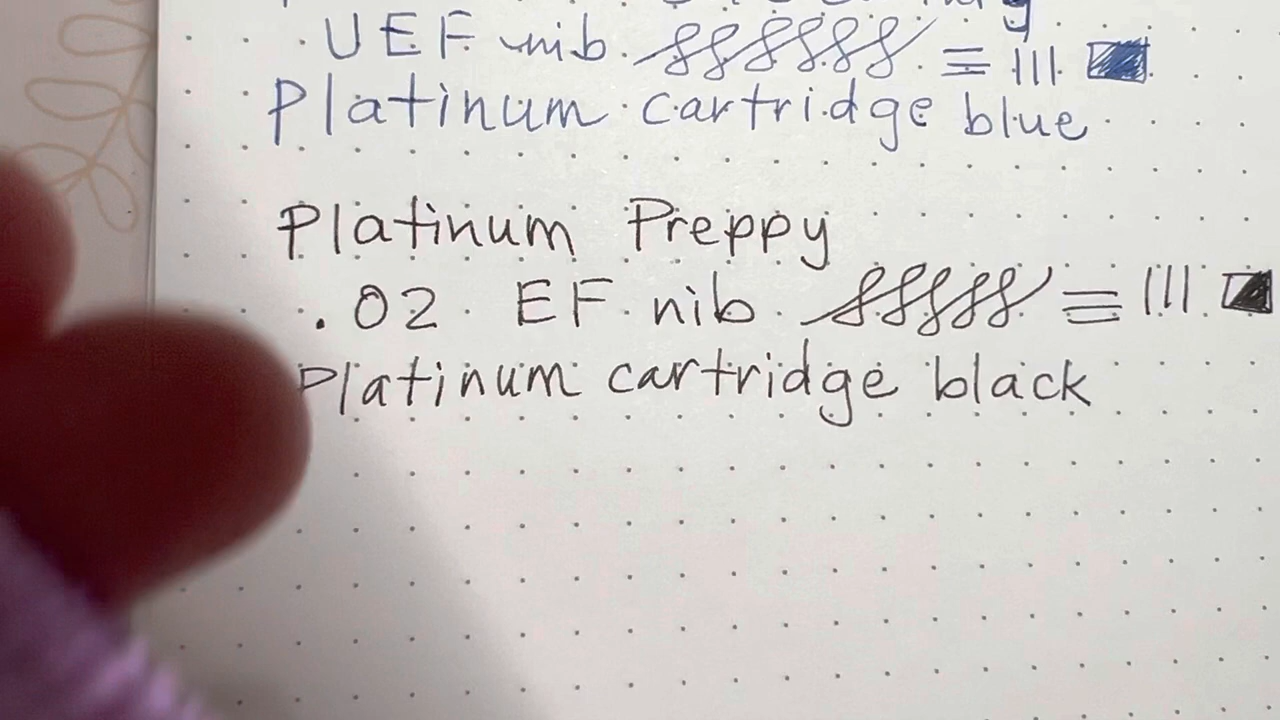 UEF nib
Platinum cartridge blue
Platinum Preppy
.02 EF nib
Platinum cartridge black